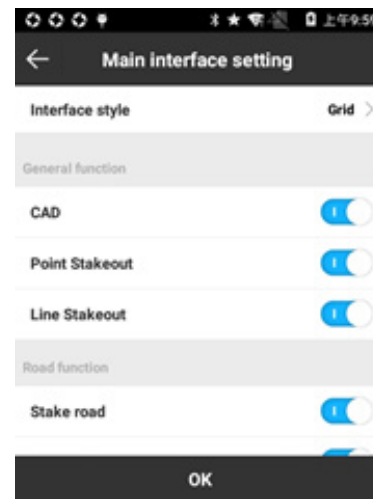 上午9:59
Main interface setting
Interface style
Grid
General function
CAD
Point Stakeout
Line Stakeout
Road function
Stake road
OK